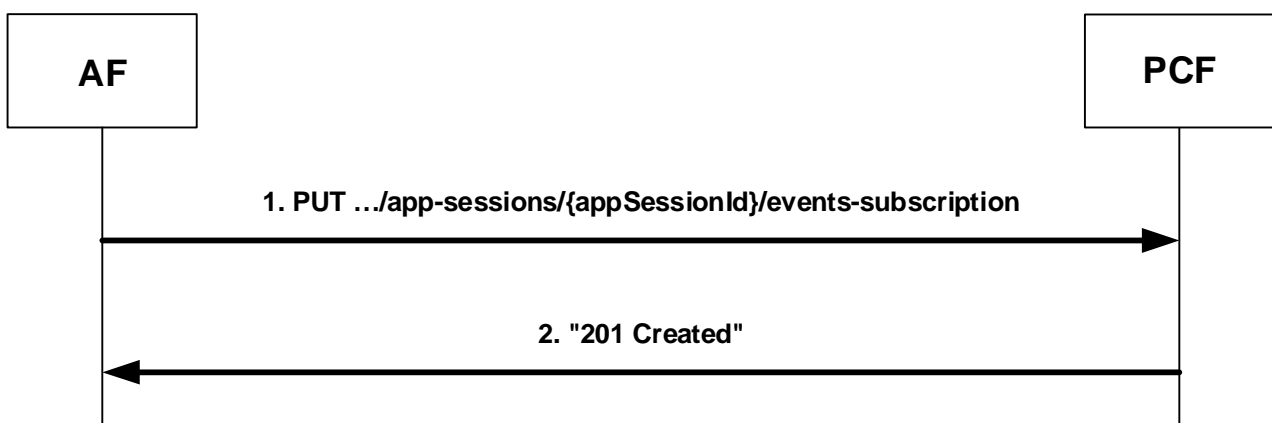 AF
PCF
1. PUT …/app-sessions/{appSessionId}/events-subscription
2. "201 Created"